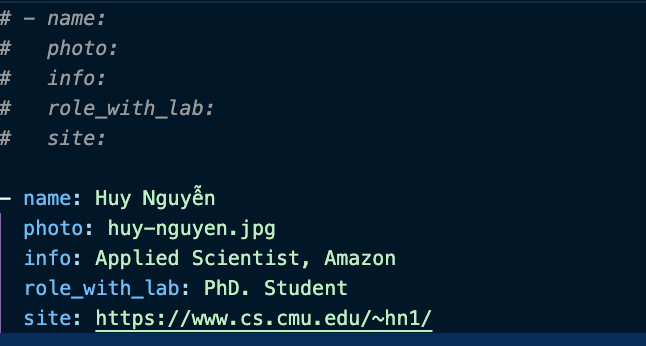 # - name:
#   photo:
#   info:
#   role_with_lab:
#   site:
- name: Huy Nguyễn
  photo: huy-nguyen.jpg
  info: Applied Scientist, Amazon
  role_with_lab: PhD. Student
  site: https://www.cs.cmu.edu/~hn1/